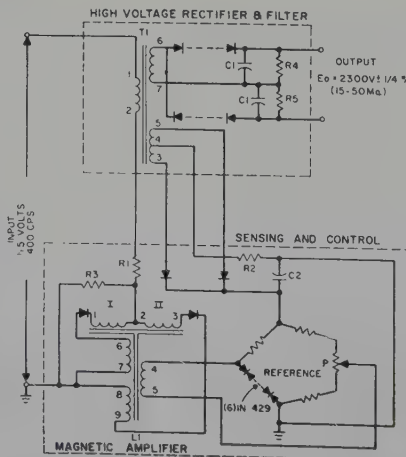 HIGH VOLTAGE RECTIFIER & FILTER
T1
6
1
C1
R4
OUTPUT
Eo = 2300V ± 1/4 %
(15-50Ma)
7
C1
R5
2
5
4
3
INPUT
115 VOLTS
400 CPS
SENSING AND CONTROL
R1
R2
C2
R3
I
II
1
2
3
6
7
4
P
REFERENCE
8
5
(6)IN 429
9
L1
MAGNETIC AMPLIFIER